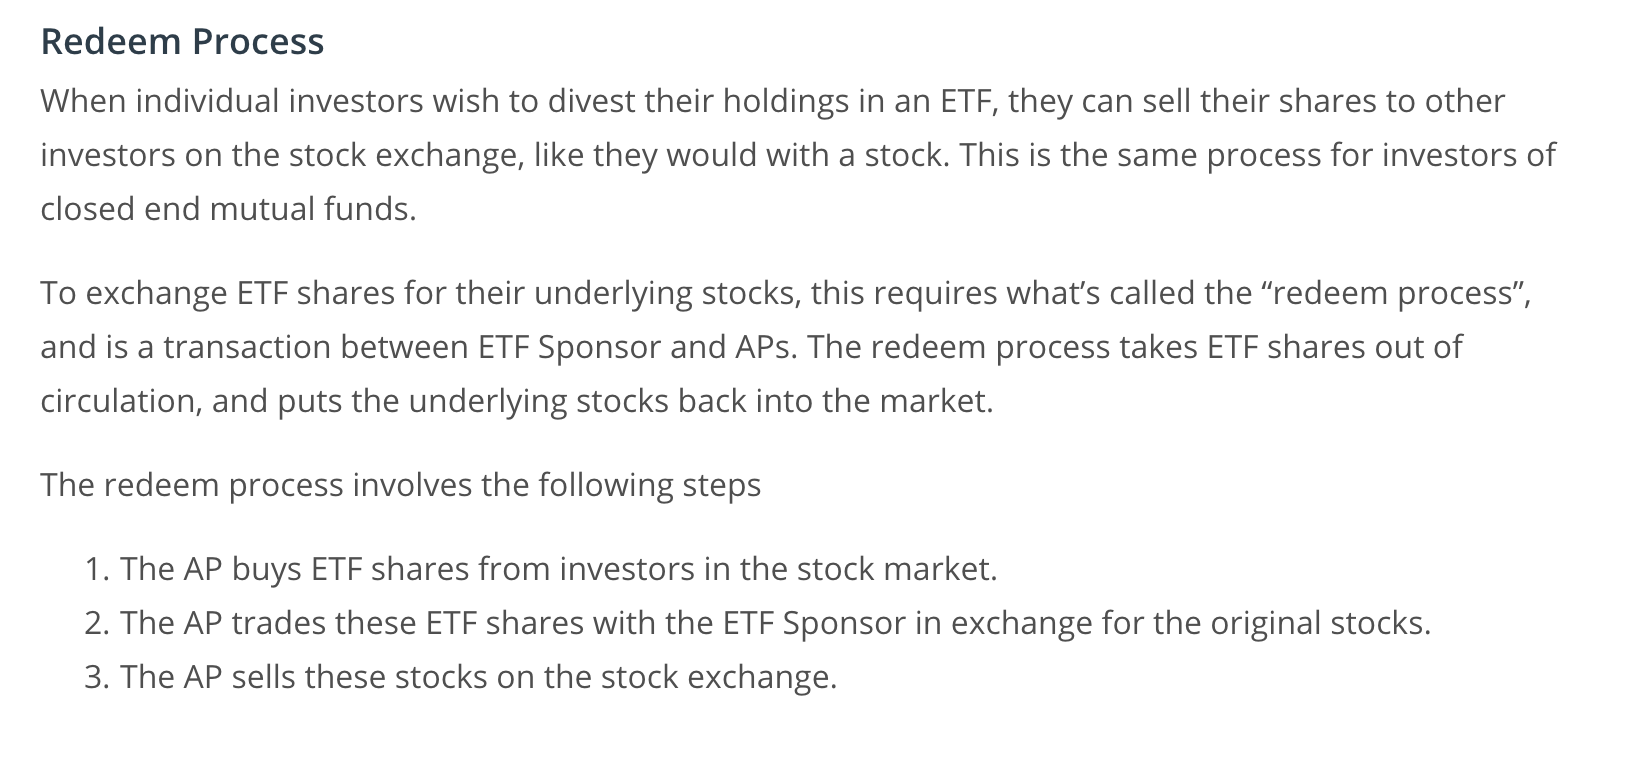 Redeem Process
When individual investors wish to divest their holdings in an ETF, they can sell their shares to other
investors on the stock exchange, like they would with a stock. This is the same process for investors of
closed end mutual funds.
To exchange ETF shares for their underlying stocks, this requires what’s called the “redeem process”,
and is a transaction between ETF Sponsor and APs. The redeem process takes ETF shares out of
circulation, and puts the underlying stocks back into the market.
The redeem process involves the following steps
1. The AP buys ETF shares from investors in the stock market.
2. The AP trades these ETF shares with the ETF Sponsor in exchange for the original stocks.
3. The AP sells these stocks on the stock exchange.